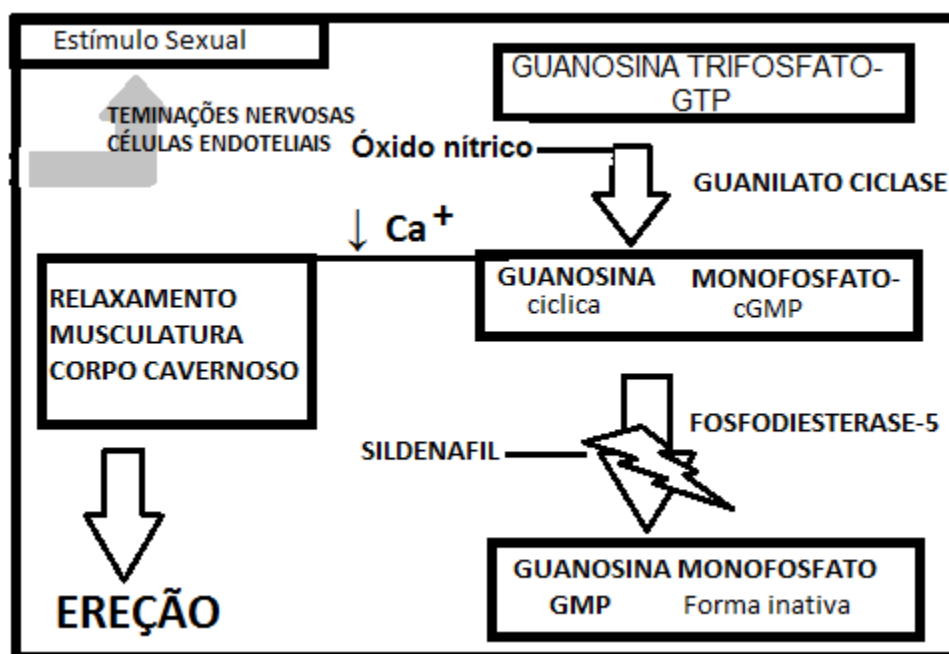 Estímulo Sexual
GUANOSINA TRIFOSFATO-
GTP
TEMINAÇÕES NERVOSAS
CÉLULAS ENDOTELIAIS
Óxido nítrico
GUANILATO CICLASE
↓ Ca+
GUANOSINA MONOFOSFATO-
ciclica cGMP
RELAXAMENTO
MUSCULATURA
CORPO CAVERNOSO
FOSFODIESTERASE-5
SILDENAFIL
GUANOSINA MONOFOSFATO
GMP Forma inativa
EREÇÃO